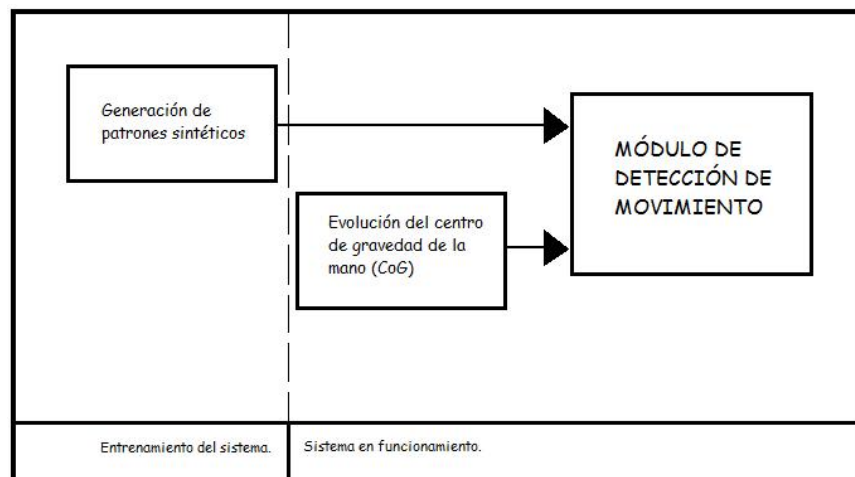 Generación de
patrones sintéticos
MÓDULO DE
DETECCIÓN DE
MOVIMIENTO
Evolución del centro
de gravedad de la
mano (CoG)
Entrenamiento del sistema.
Sistema en funcionamiento.